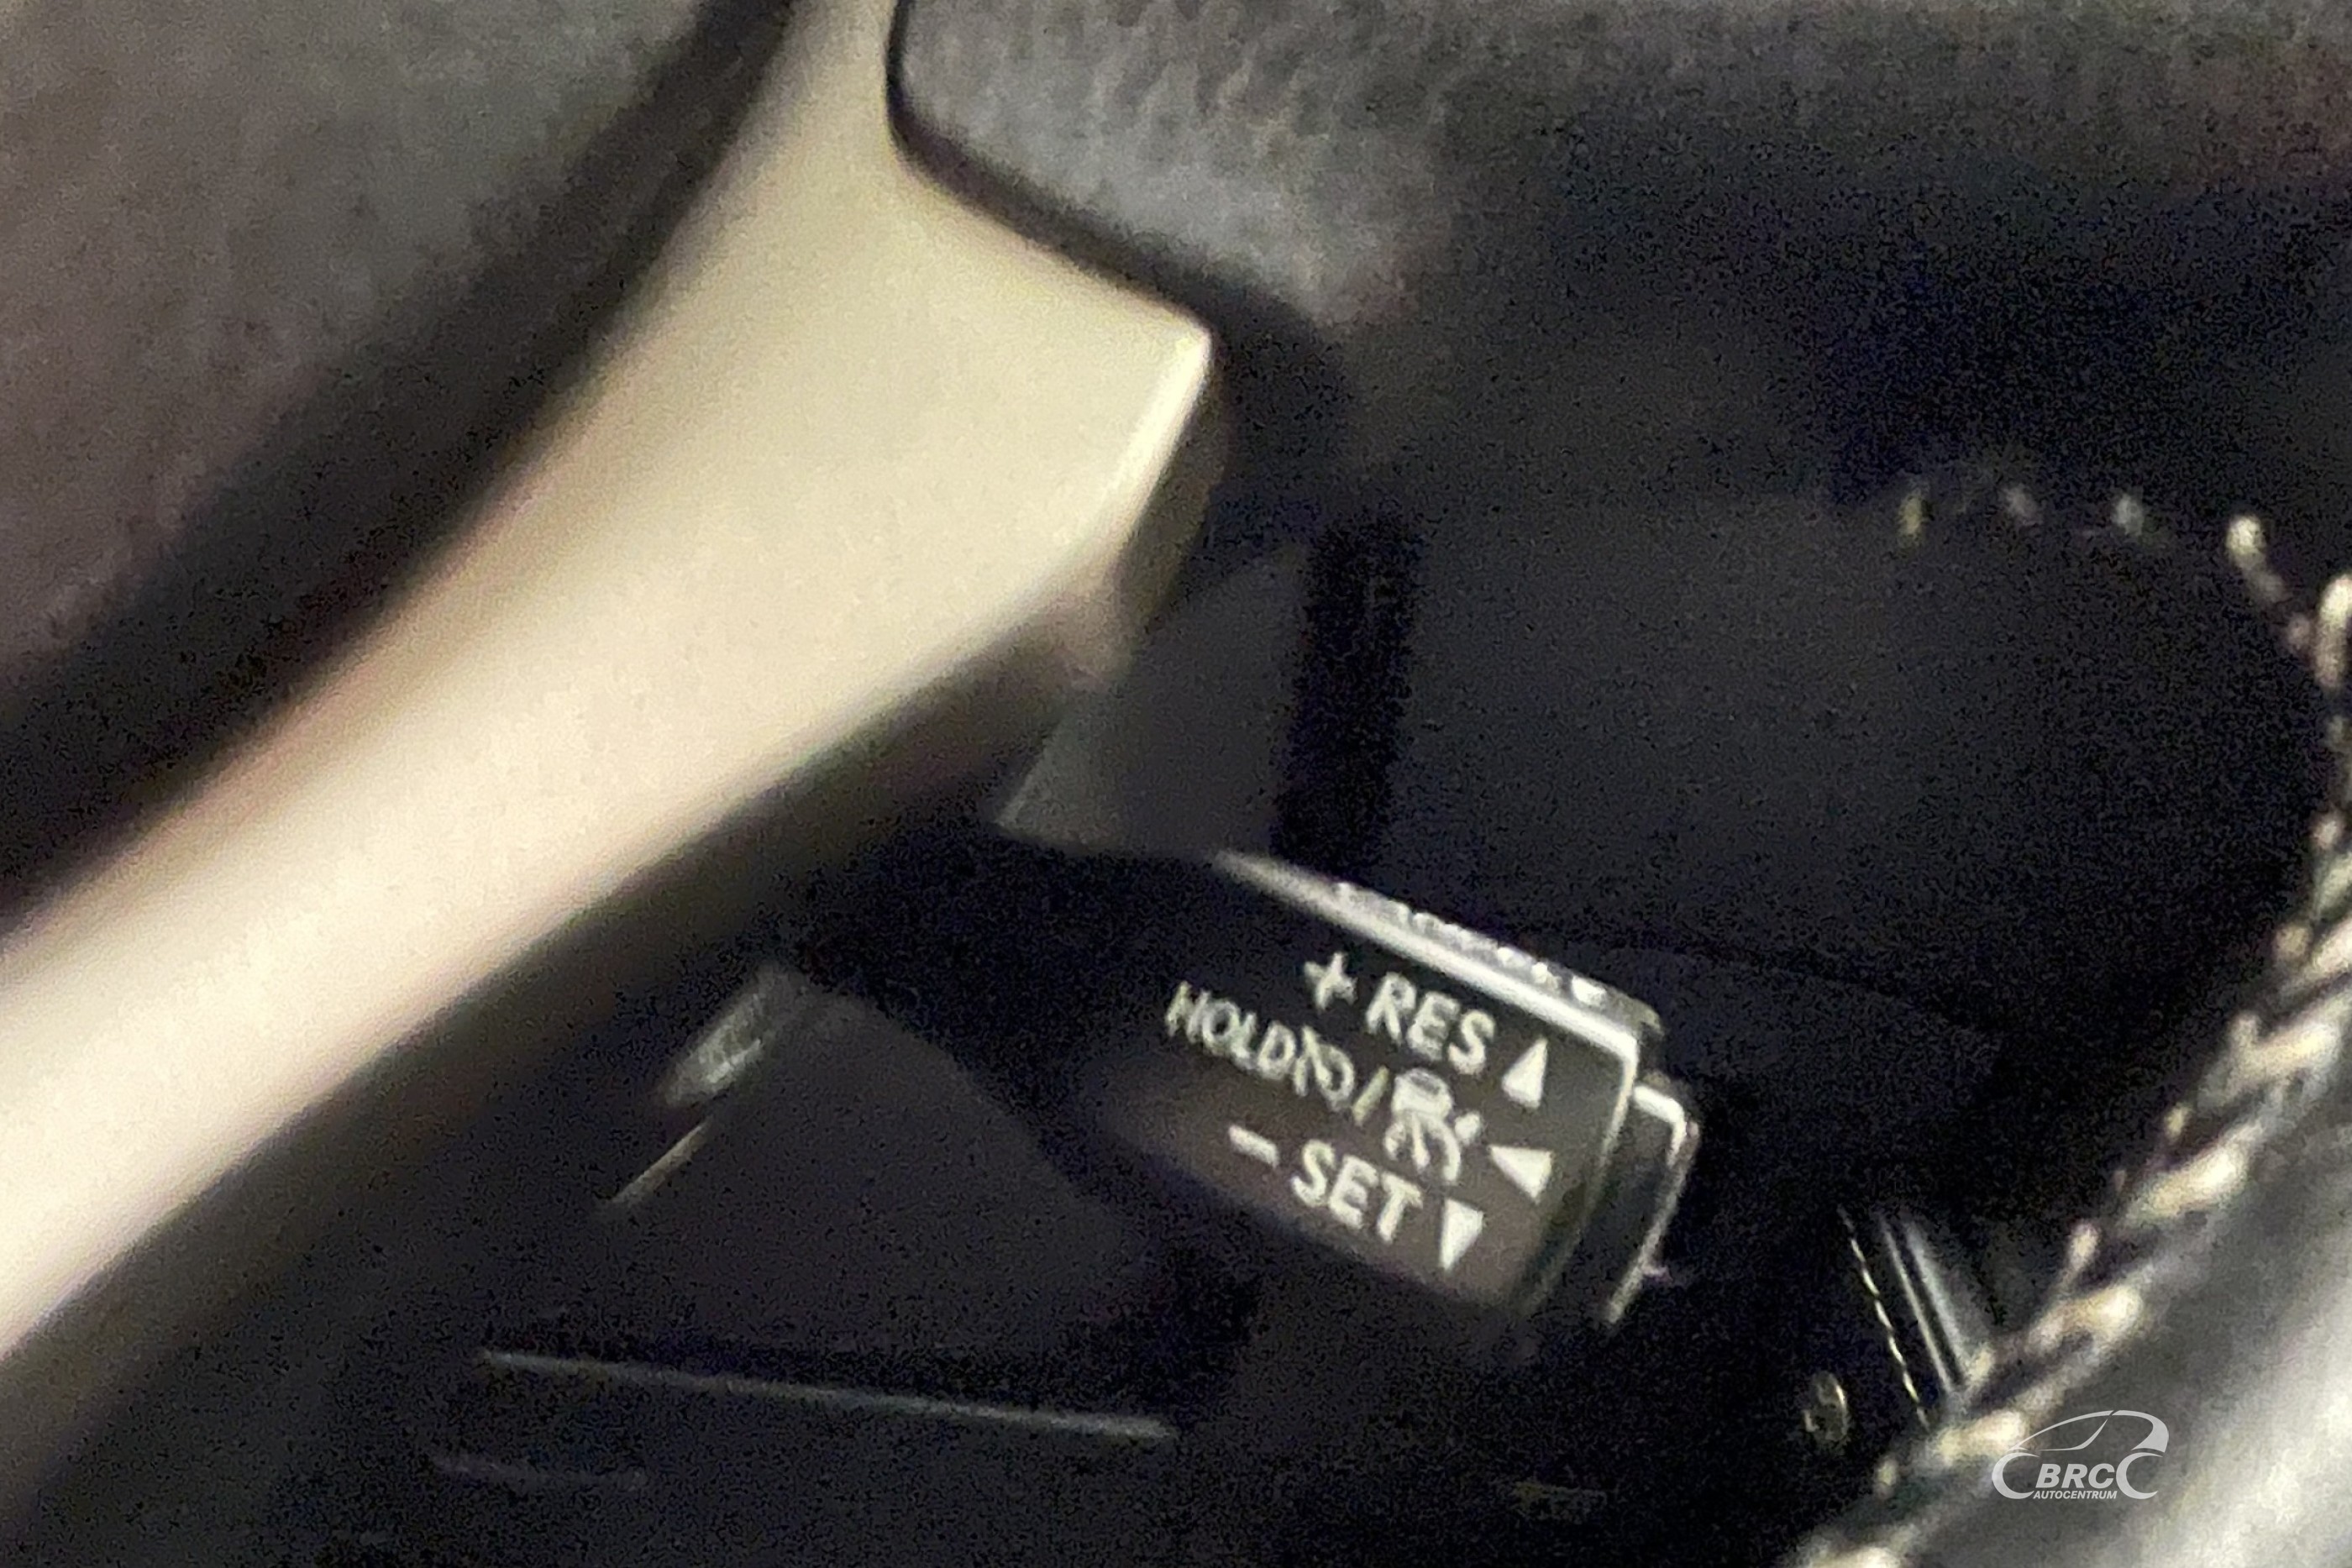 + RES ▲
HOLD / ◀
- SET ▼
BRC
AUTOCENTRUM